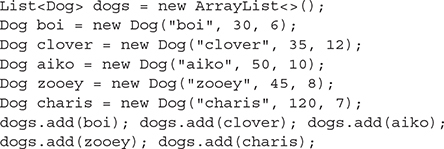 List<Dog> dogs = new ArrayList<>();
Dog boi = new Dog("boi", 30, 6);
Dog clover = new Dog("clover", 35, 12);
Dog aiko = new Dog("aiko", 50, 10);
Dog zooey = new Dog("zooey", 45, 8);
Dog charis = new Dog("charis", 120, 7);
dogs.add(boi); dogs.add(clover); dogs.add(aiko);
dogs.add(zooey); dogs.add(charis);